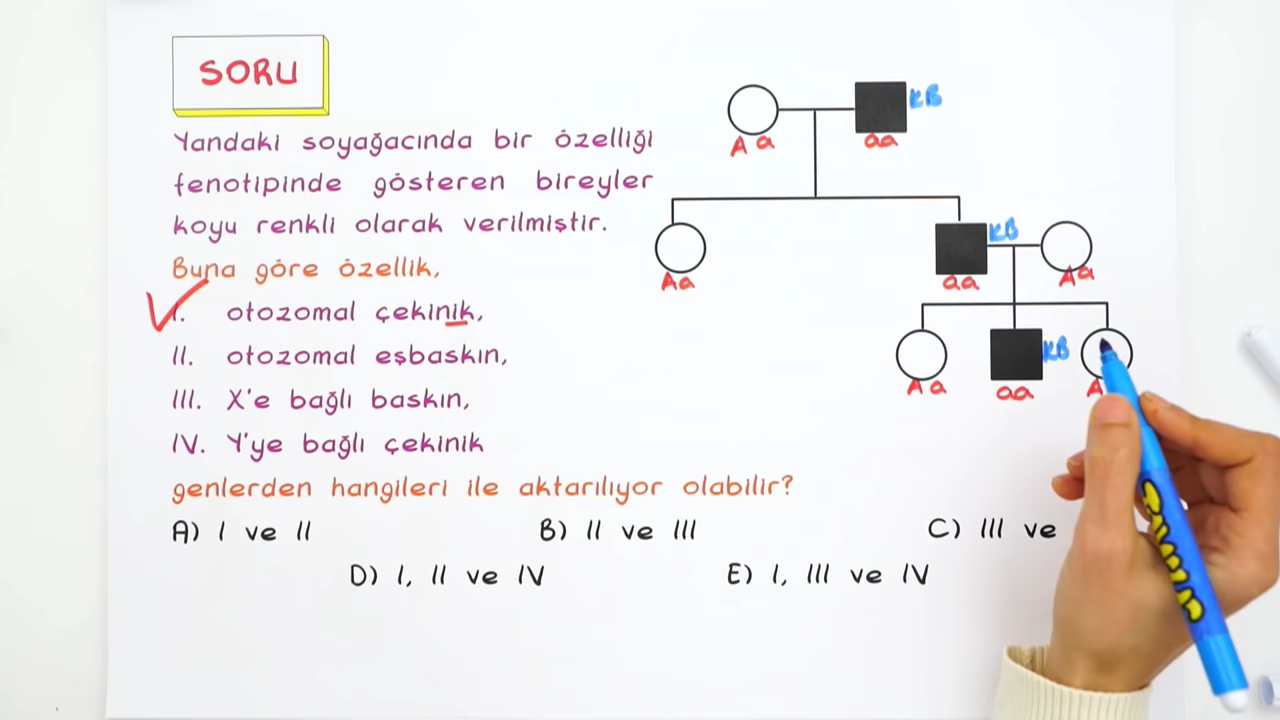 SORU
Yandaki soyağacında bir özelliği
fenotipinde gösteren bireyler
koyu renkli olarak verilmiştir.
Buna göre özellik,
I. otozomal çekinik,
II. otozomal eşbaskın,
III. X'e bağlı baskın,
IV. Y'ye bağlı çekinik
genlerden hangileri ile aktarılıyor olabilir?
A) I ve II
B) II ve III
C) III ve
D) I, II ve IV
E) I, III ve IV
KB
Aa
aa
KB
Aa
aa
Aa
KB
Aa
aa
A